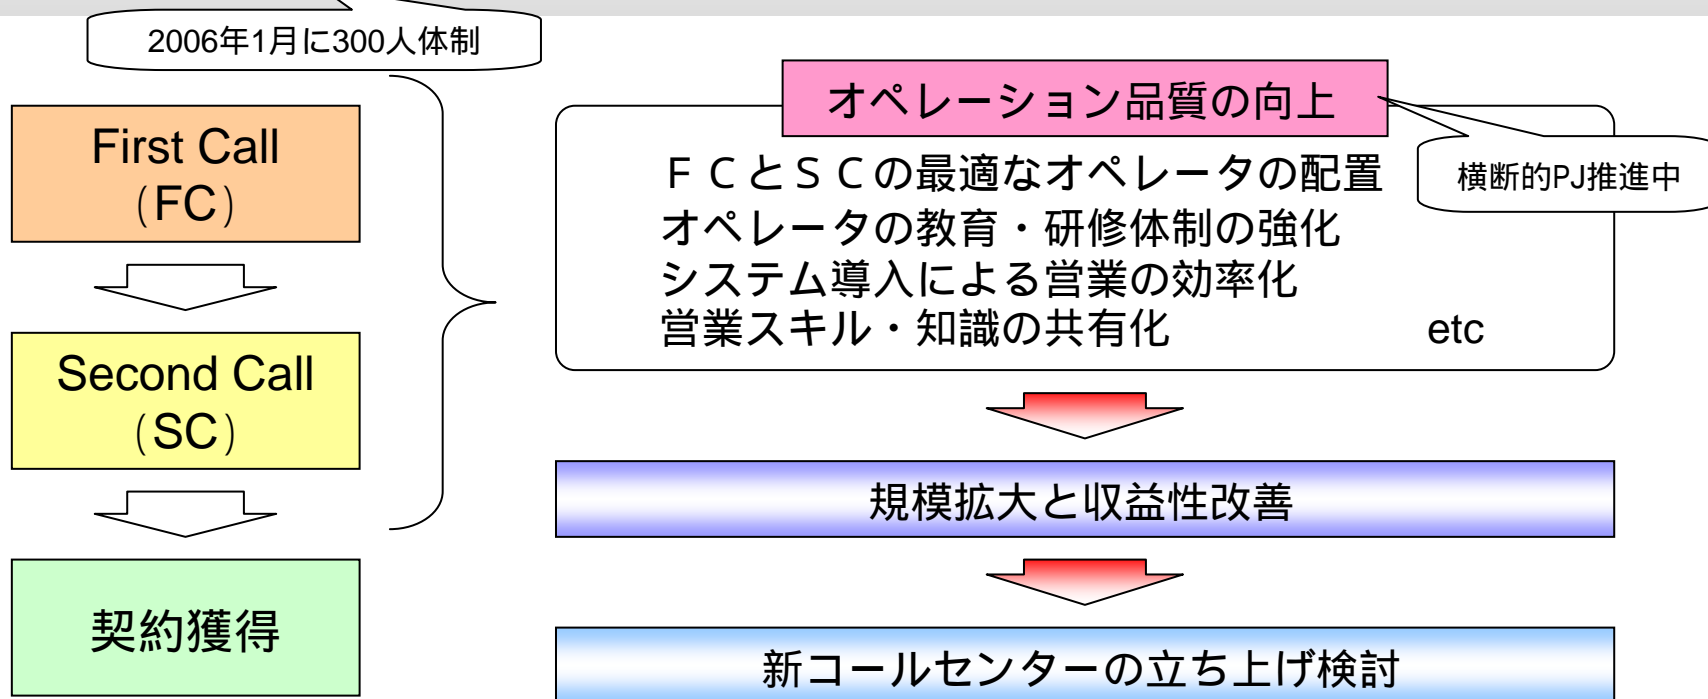 2006年1月に300人体制
First Call
(FC)
Second Call
(SC)
契約獲得
オペレーション品質の向上
横断的PJ推進中
ＦＣとＳＣの最適なオペレータの配置
オペレータの教育・研修体制の強化
システム導入による営業の効率化
営業スキル・知識の共有化 etc
規模拡大と収益性改善
新コールセンターの立ち上げ検討